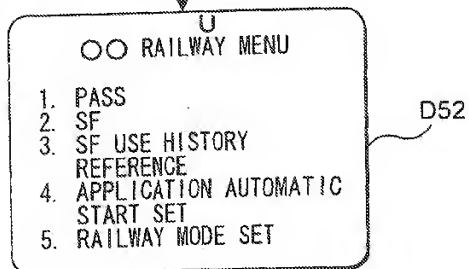 U
○○ RAILWAY MENU
1. PASS
2. SF
3. SF USE HISTORY
REFERENCE
4. APPLICATION AUTOMATIC
START SET
5. RAILWAY MODE SET
D52